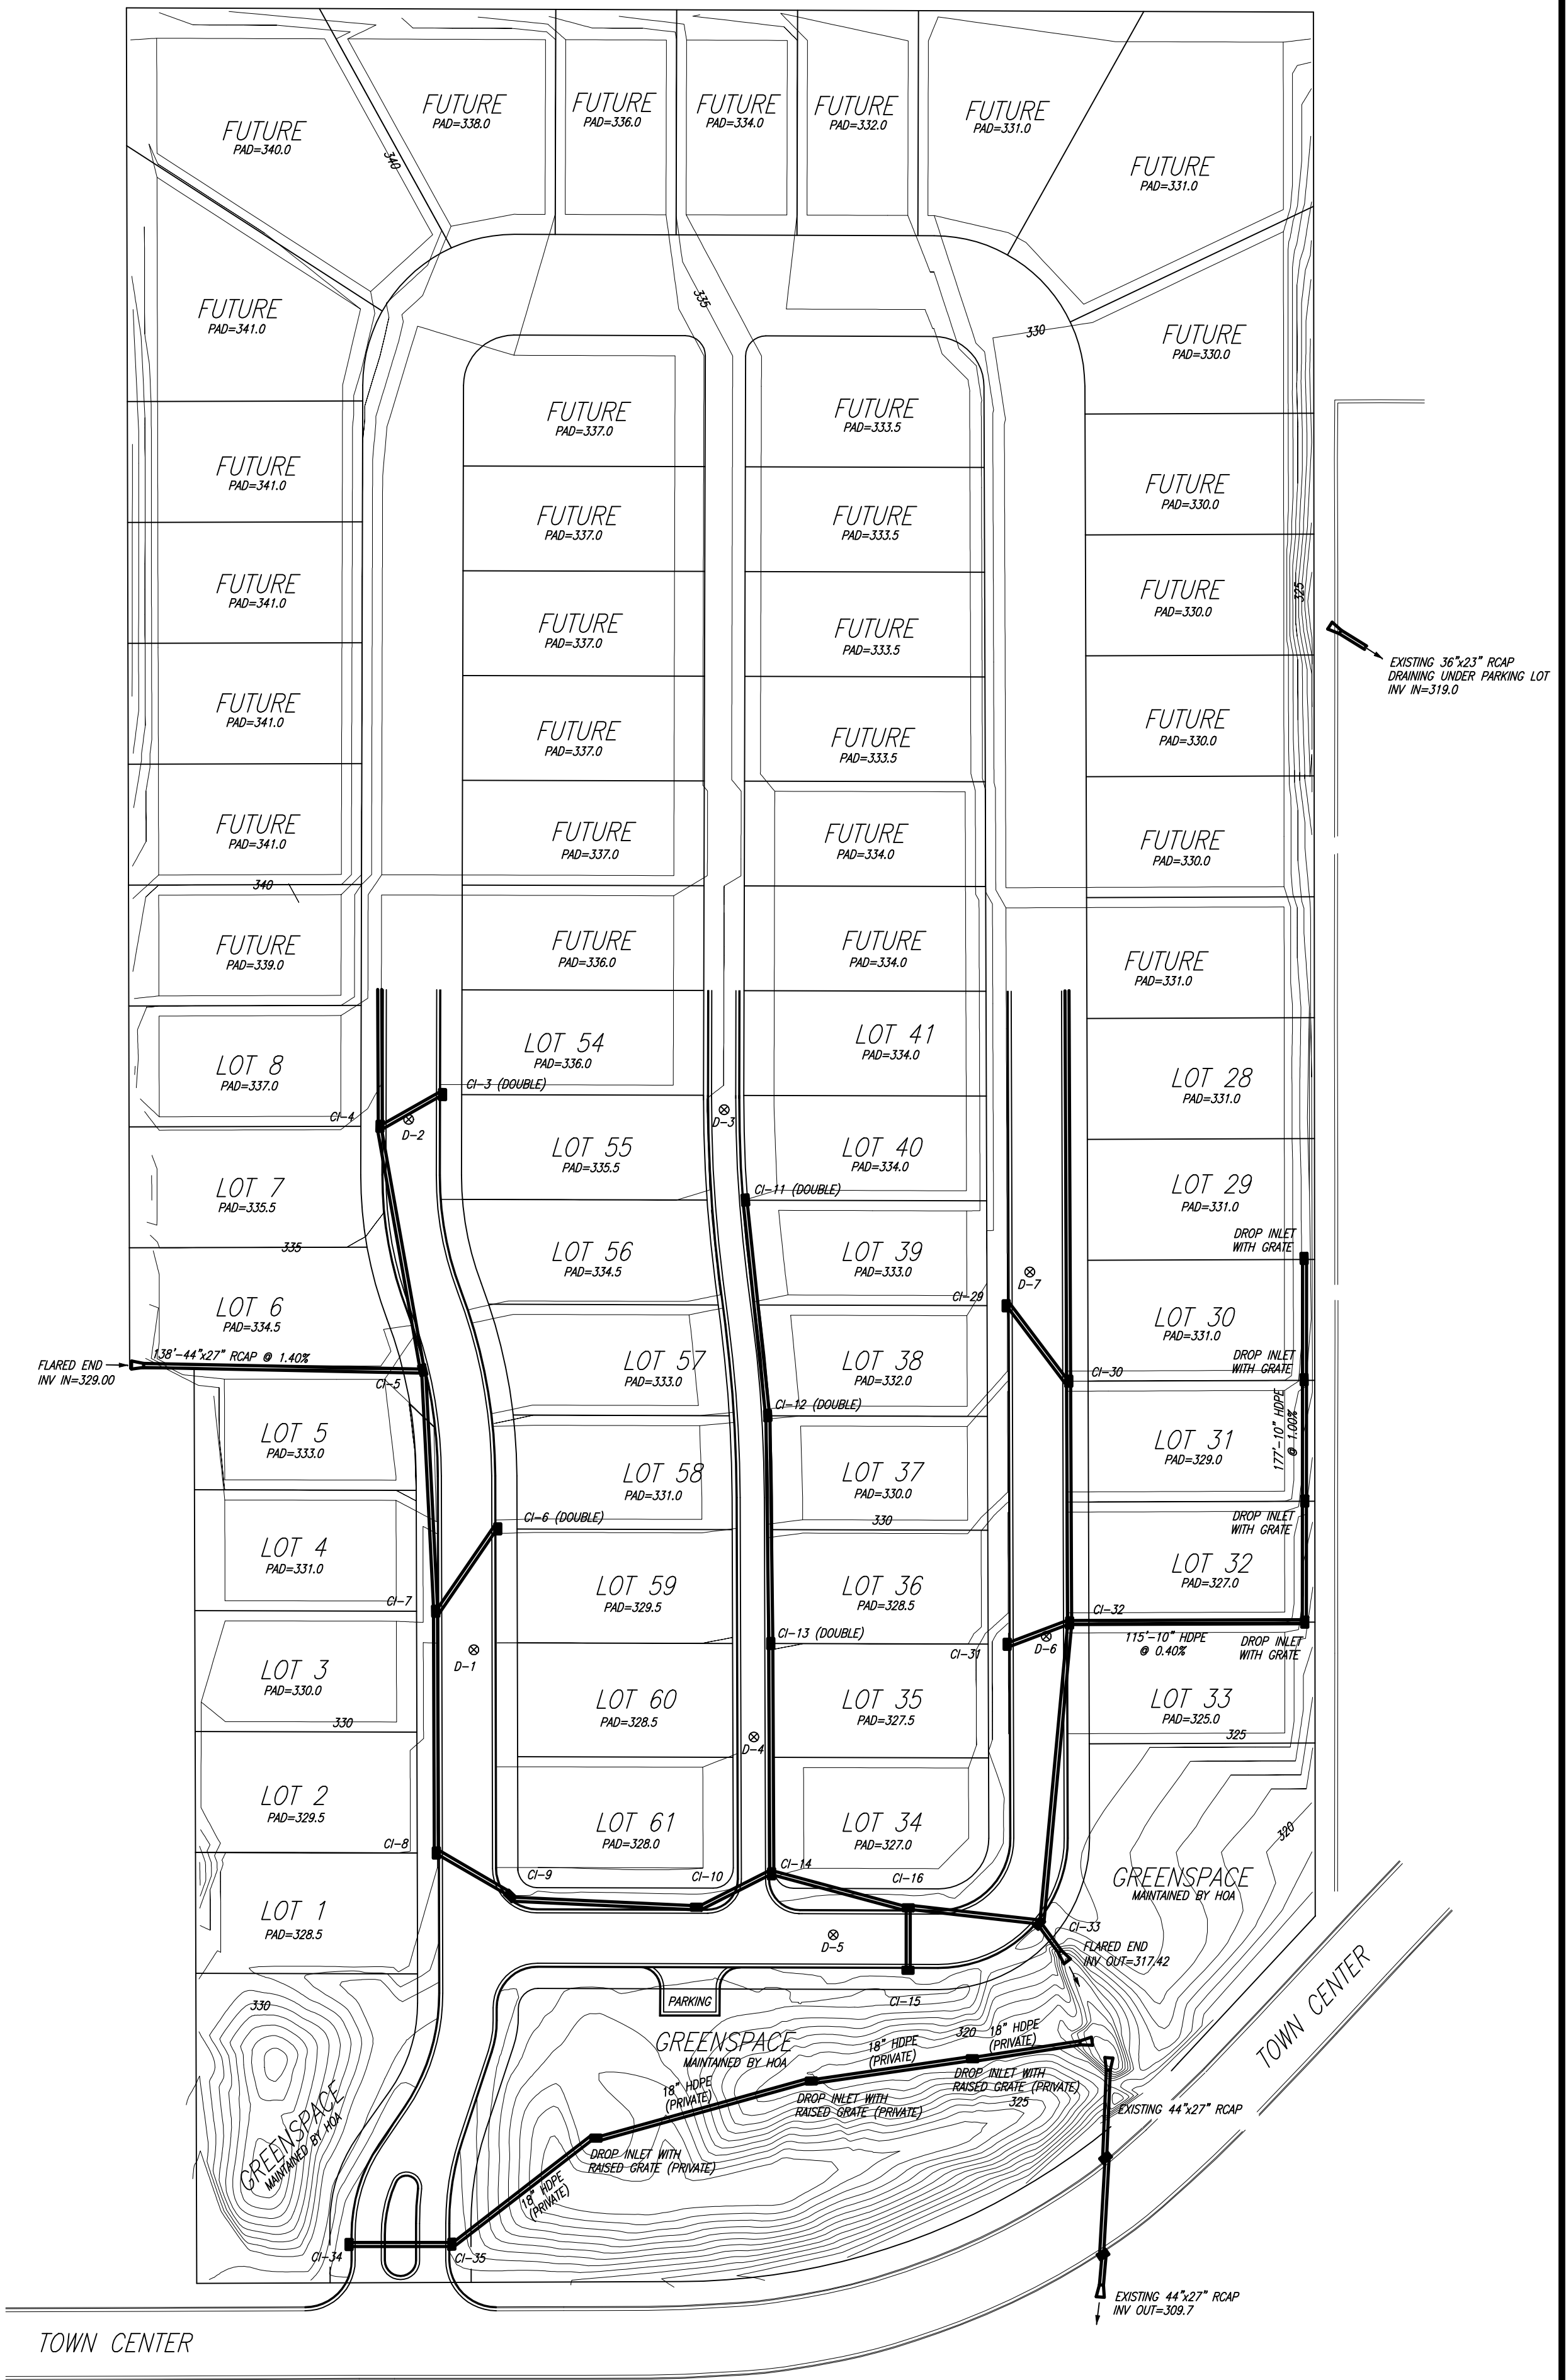 FUTURE
PAD=340.0
FUTURE
PAD=338.0
FUTURE
PAD=336.0
FUTURE
PAD=334.0
FUTURE
PAD=332.0
FUTURE
PAD=331.0
FUTURE
PAD=331.0
340
335
330
FUTURE
PAD=341.0
FUTURE
PAD=330.0
FUTURE
PAD=337.0
FUTURE
PAD=333.5
FUTURE
PAD=341.0
FUTURE
PAD=337.0
FUTURE
PAD=333.5
FUTURE
PAD=330.0
FUTURE
PAD=341.0
FUTURE
PAD=337.0
FUTURE
PAD=333.5
FUTURE
PAD=330.0
325
EXISTING 36"x23" RCAP
DRAINING UNDER PARKING LOT
INV IN=319.0
FUTURE
PAD=341.0
FUTURE
PAD=337.0
FUTURE
PAD=333.5
FUTURE
PAD=330.0
FUTURE
PAD=341.0
FUTURE
PAD=337.0
FUTURE
PAD=334.0
FUTURE
PAD=330.0
340
FUTURE
PAD=339.0
FUTURE
PAD=336.0
FUTURE
PAD=334.0
FUTURE
PAD=331.0
LOT 8
PAD=337.0
LOT 54
PAD=336.0
LOT 41
PAD=334.0
LOT 28
PAD=331.0
CI-3 (DOUBLE)
CI-4
D-2
D-3
LOT 7
PAD=335.5
LOT 55
PAD=335.5
LOT 40
PAD=334.0
LOT 29
PAD=331.0
CI-11 (DOUBLE)
335
DROP INLET
WITH GRATE
LOT 6
PAD=334.5
LOT 56
PAD=334.5
LOT 39
PAD=333.0
D-7
CI-29
LOT 30
PAD=331.0
FLARED END
INV IN=329.00
138'-44"x27" RCAP @ 1.40%
CI-5
LOT 57
PAD=333.0
LOT 38
PAD=332.0
CI-30
DROP INLET
WITH GRATE
CI-12 (DOUBLE)
LOT 5
PAD=333.0
LOT 58
PAD=331.0
LOT 37
PAD=330.0
LOT 31
PAD=329.0
177'-10" HDPE
@ 1.00%
CI-6 (DOUBLE)
330
DROP INLET
WITH GRATE
LOT 4
PAD=331.0
LOT 59
PAD=329.5
LOT 36
PAD=328.5
LOT 32
PAD=327.0
CI-7
CI-32
CI-13 (DOUBLE)
CI-31
D-6
115'-10" HDPE
@ 0.40%
DROP INLET
WITH GRATE
D-1
LOT 3
PAD=330.0
LOT 60
PAD=328.5
LOT 35
PAD=327.5
LOT 33
PAD=325.0
330
325
D-4
LOT 2
PAD=329.5
LOT 61
PAD=328.0
LOT 34
PAD=327.0
320
CI-8
CI-9
CI-10
CI-14
CI-16
GREENSPACE
MAINTAINED BY HOA
LOT 1
PAD=328.5
D-5
CI-33
FLARED END
INV OUT=317.42
TOWN CENTER
330
PARKING
CI-15
GREENSPACE
MAINTAINED BY HOA
18" HDPE
(PRIVATE)
320
18" HDPE
(PRIVATE)
18" HDPE
(PRIVATE)
DROP INLET WITH
RAISED GRATE (PRIVATE)
DROP INLET WITH
RAISED GRATE (PRIVATE)
325
EXISTING 44"x27" RCAP
GREENSPACE
MAINTAINED BY HOA
DROP INLET WITH
RAISED GRATE (PRIVATE)
18" HDPE
(PRIVATE)
CI-34
CI-35
EXISTING 44"x27" RCAP
INV OUT=309.7
TOWN CENTER